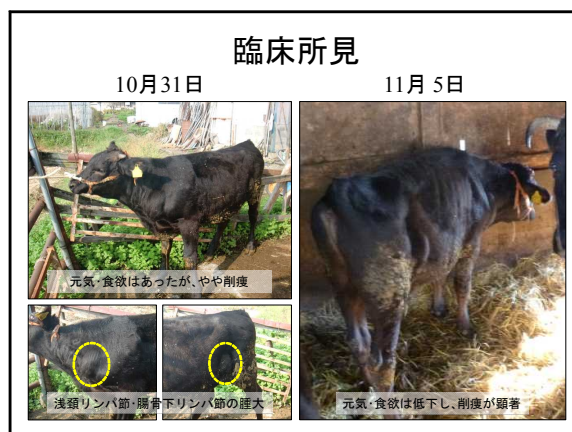 臨床所見
10月31日
11月 5日
元気・食欲はあったが、やや削痩
浅頚リンパ節・腸骨下リンパ節の腫大
元気・食欲は低下し、削痩が顕著